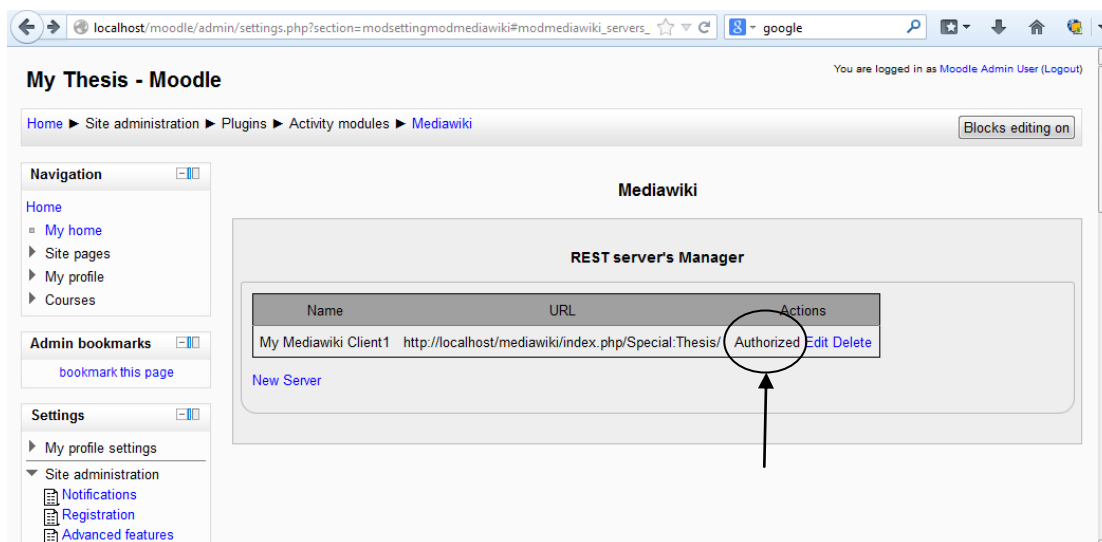 localhost/moodle/admin/settings.php?section=modsettingmodmediawiki#modmediawiki_servers_
google
My Thesis - Moodle
You are logged in as Moodle Admin User (Logout)
Home ► Site administration ► Plugins ► Activity modules ► Mediawiki
Blocks editing on
Navigation
Home
My home
Site pages
My profile
Courses
Admin bookmarks
bookmark this page
Settings
My profile settings
Site administration
Notifications
Registration
Advanced features
Mediawiki
REST server's Manager
Name URL Actions
My Mediawiki Client1 http://localhost/mediawiki/index.php/Special:Thesis/ Authorized Edit Delete
New Server